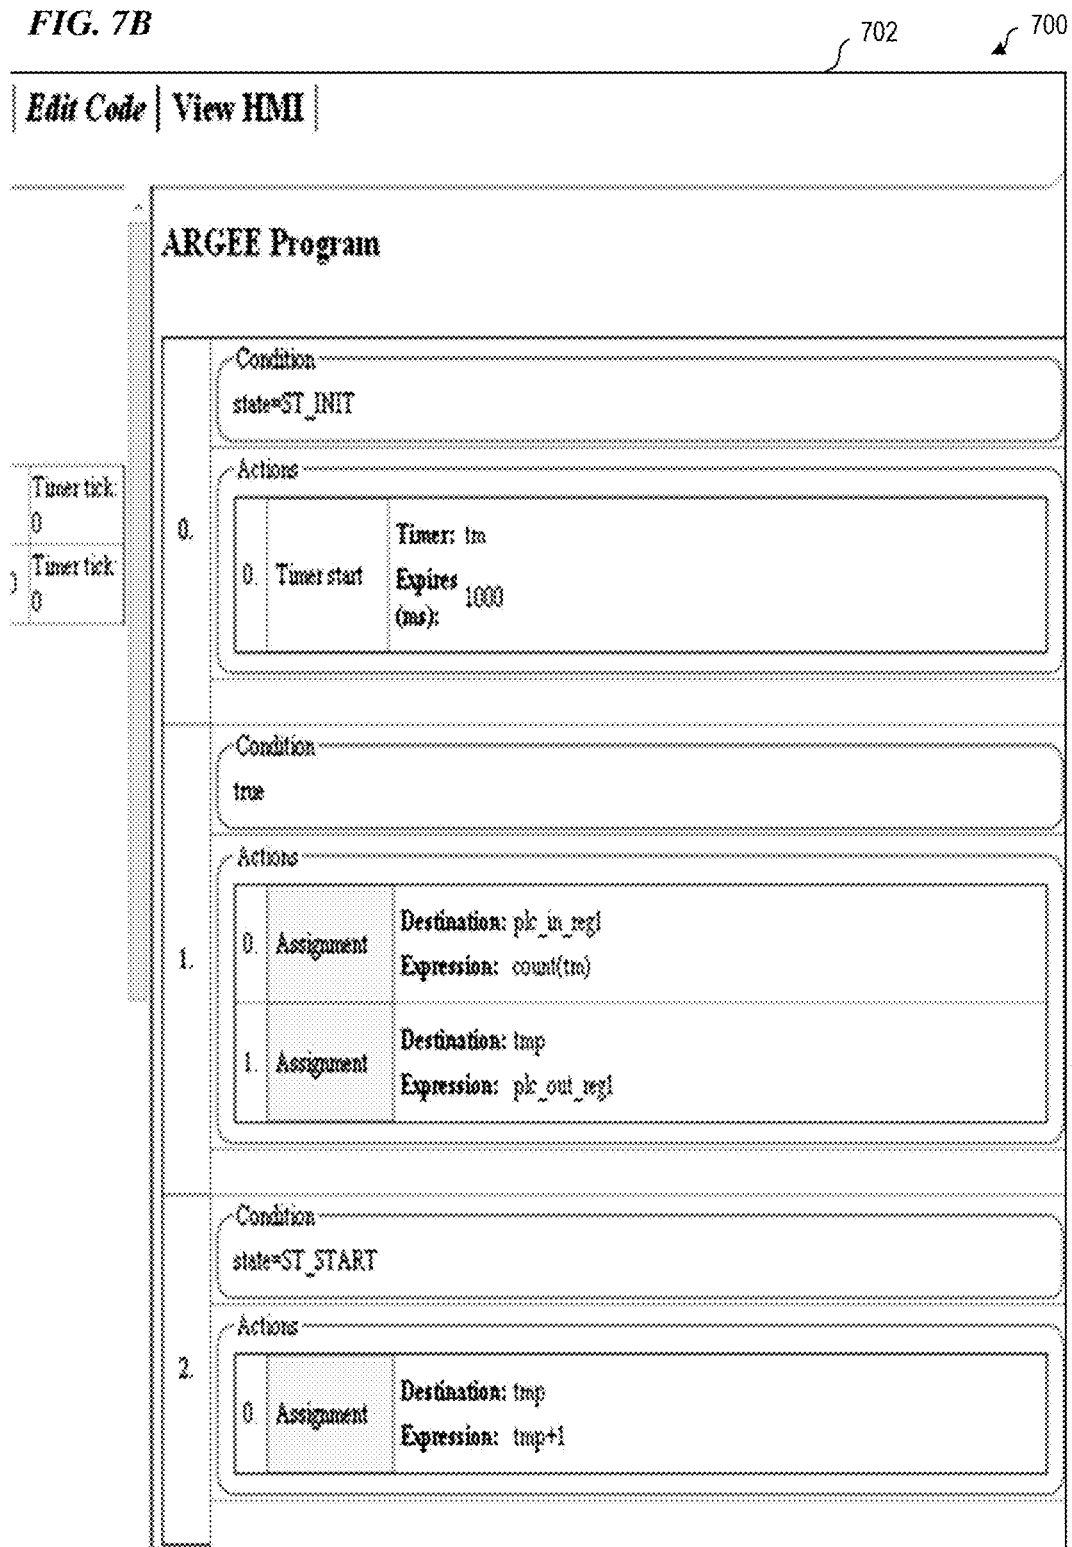 FIG. 7B
702
700
Edit Code | View HMI
ARGEE Program
Timer tick:
0
Timer tick:
0
0.
Condition
state=ST_INIT
Actions
0. Timer start
Timer: tm
Expires (ms): 1000
1.
Condition
true
Actions
0. Assignment
Destination: plc_in_reg1
Expression: count(tm)
1. Assignment
Destination: tmp
Expression: plc_out_reg1
2.
Condition
state=ST_START
Actions
0. Assignment
Destination: tmp
Expression: tmp+1